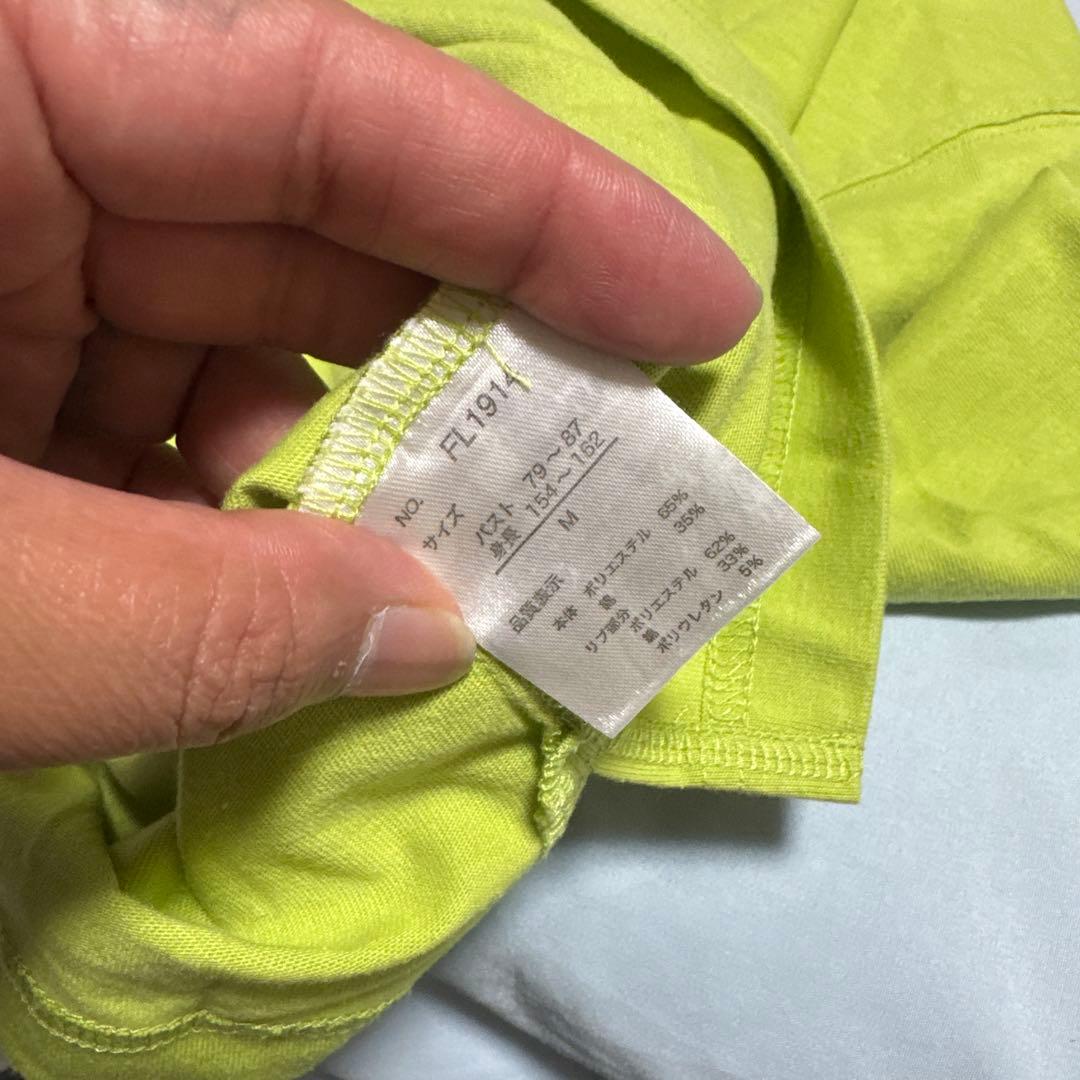 NO. FL1914
サイズ
バスト 79～87
身長 154～162
M
品質表示
本体 ポリエステル 65%
綿 35%
リブ部分
ポリエステル 62%
綿 33%
ポリウレタン 5%